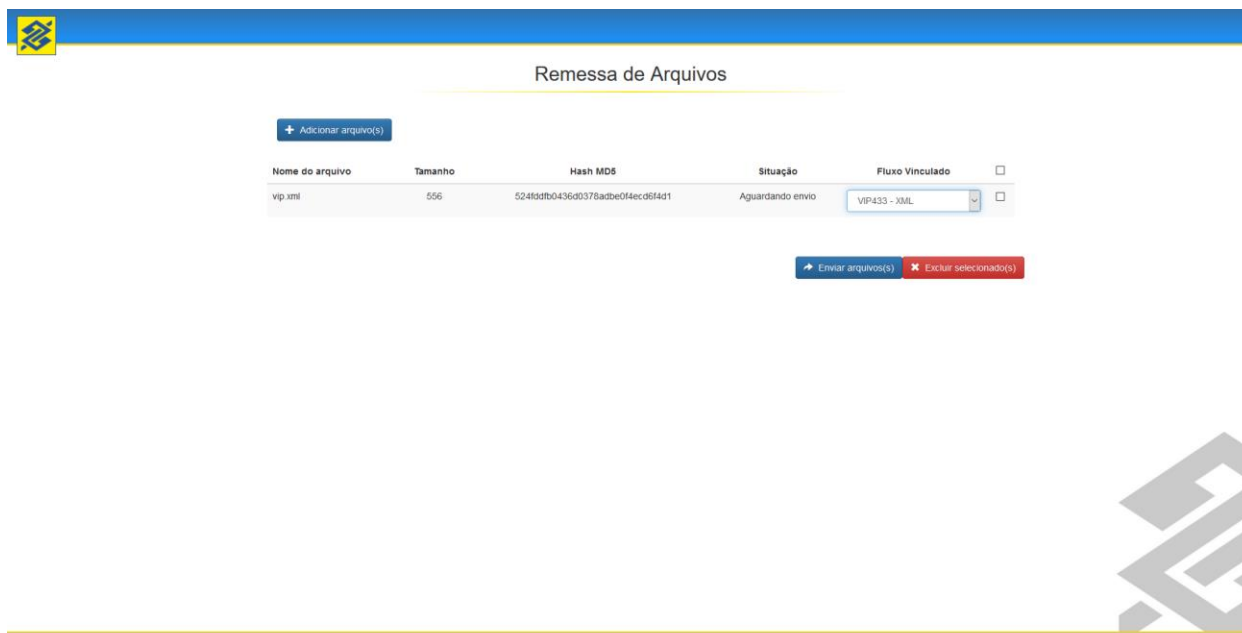 Remessa de Arquivos
Adicionar arquivo(s)
Nome do arquivo Tamanho Hash MD5 Situação Fluxo Vinculado
vip.xml 556 524fddfb0436d0378adbe0f4ecd6f4d1 Aguardando envio VIP433 - XML
Enviar arquivos(s) Excluir selecionado(s)